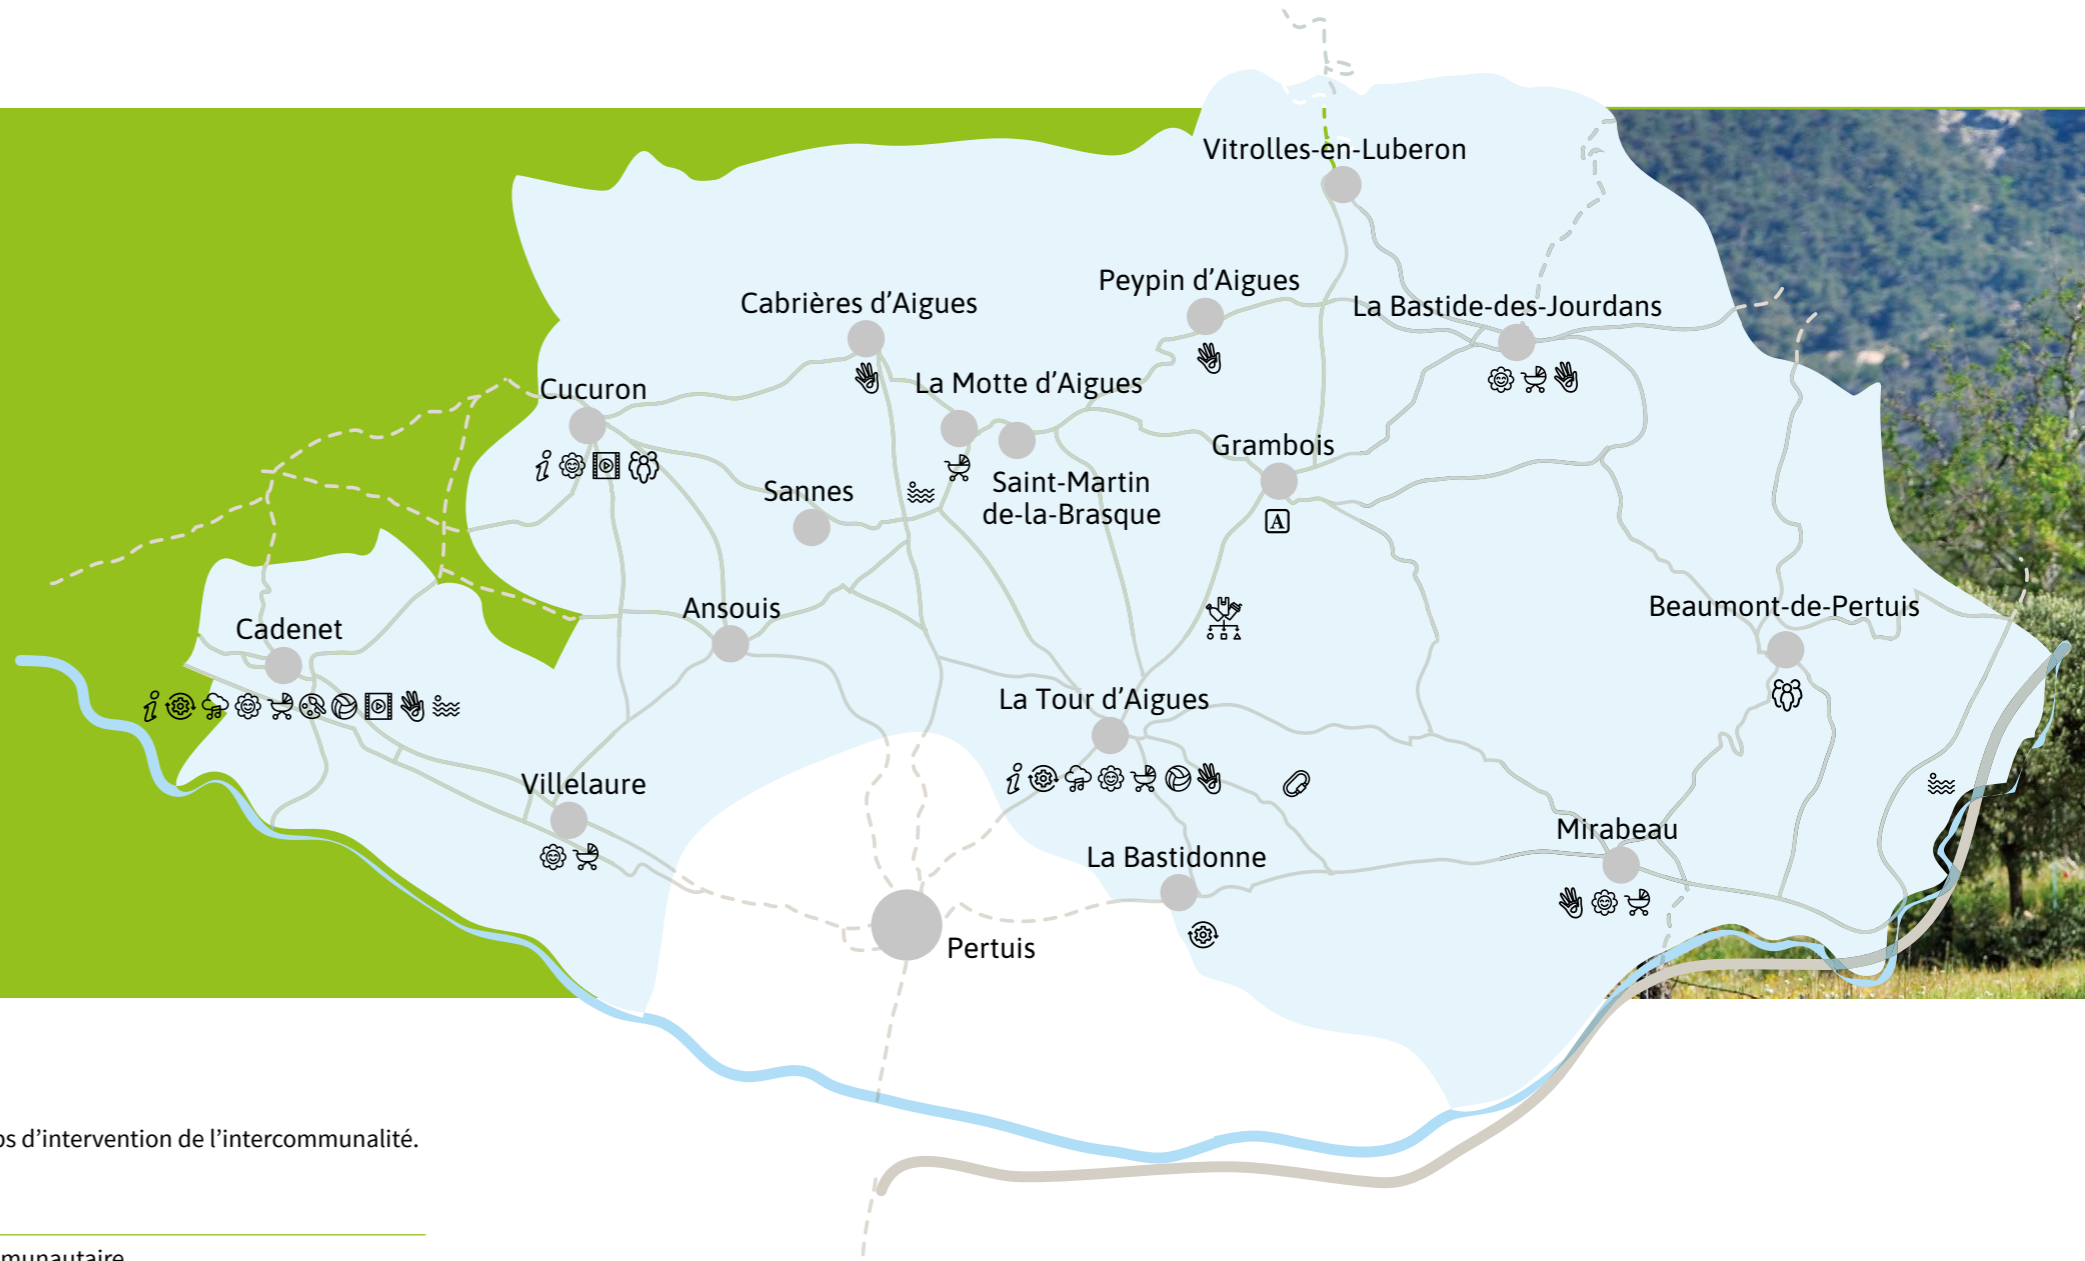 Vitrolles-en-Luberon
Peypin d’Aigues
Cabrières d’Aigues
La Bastide-des-Jourdans
La Motte d’Aigues
Cucuron
Grambois
Saint-Martin
de-la-Brasque
Sannes
A
Ansouis
Beaumont-de-Pertuis
Cadenet
La Tour d’Aigues
Villelaure
Mirabeau
La Bastidonne
Pertuis
d’intervention de l’intercommunalité.